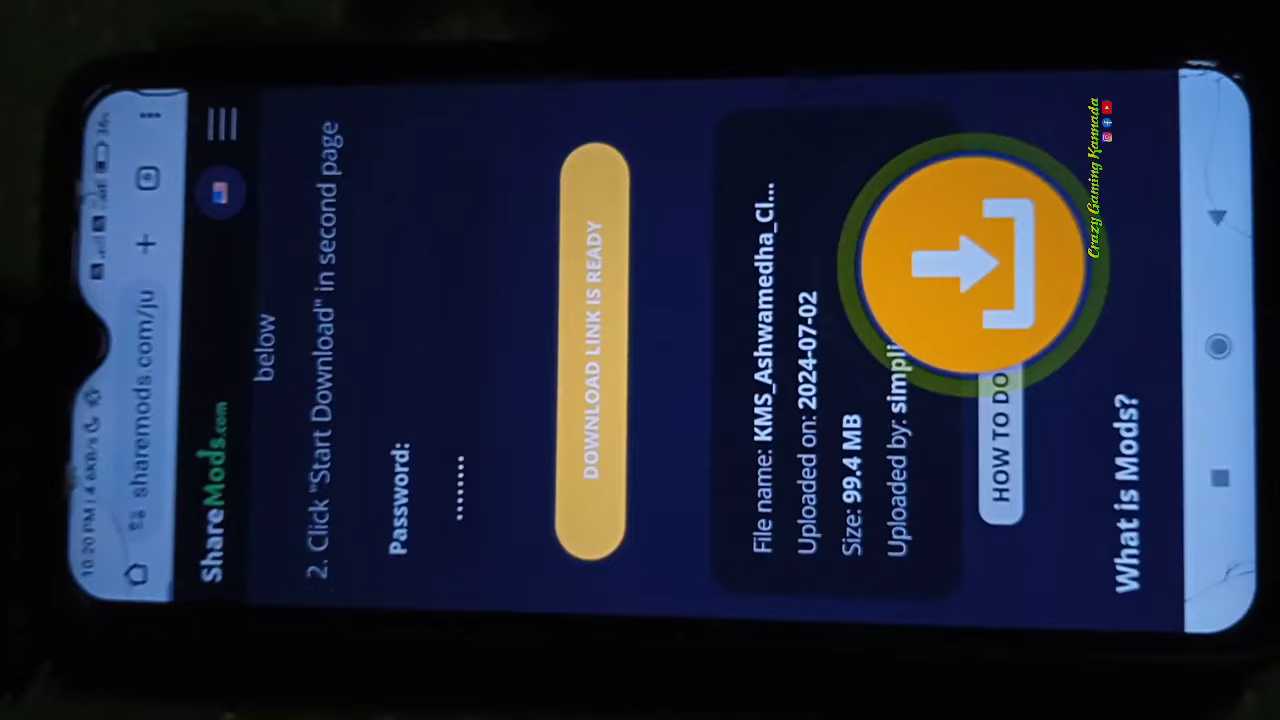 10:20 PM | 4.6KB/s
sharemods.com/ju
ShareMods.com
below
2. Click "Start Download" in second page
Password:
••••••••
DOWNLOAD LINK IS READY
File name: KMS_Ashwamedha_Cl...
Uploaded on: 2024-07-02
Size: 99.4 MB
Uploaded by: simpli
HOW TO DO
What is Mods?
Crazy Gaming Kannada